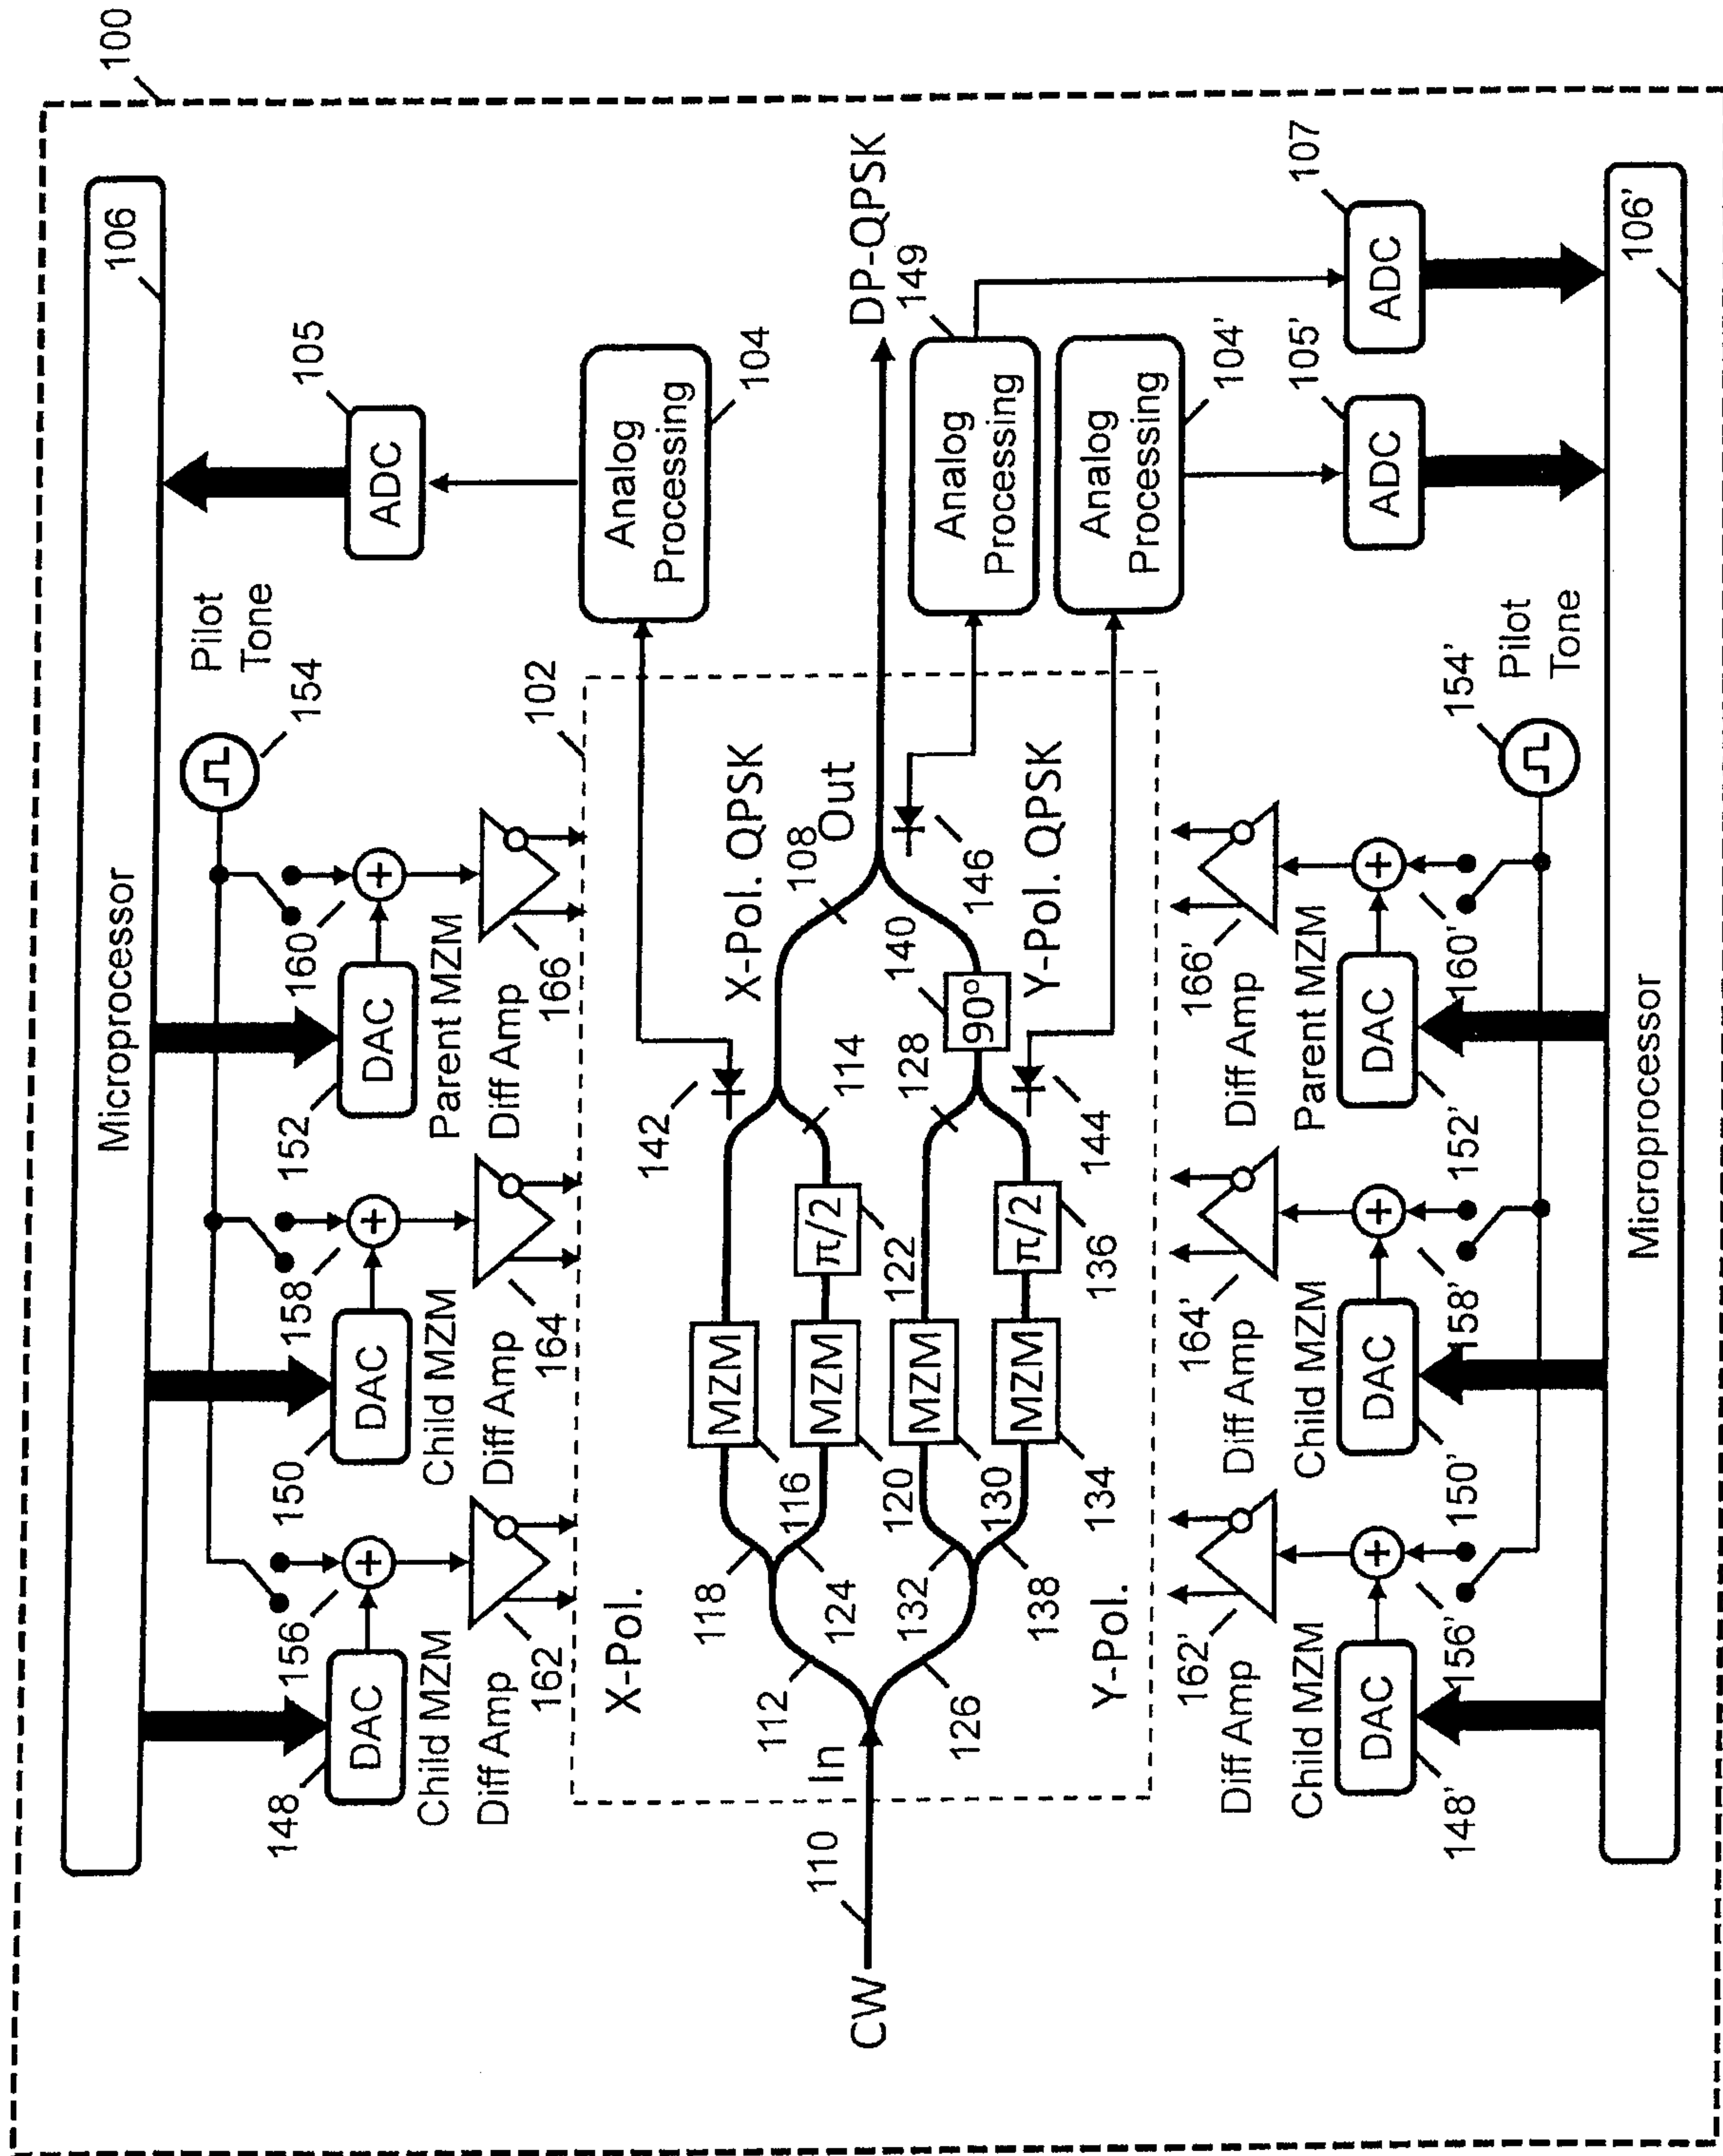 100
Microprocessor
106
Pilot
Tone
154
105
ADC
148
DAC
156
150
DAC
158
152
DAC
160
Child MZM
Child MZM
Parent MZM
Diff Amp
162
Diff Amp
164
Diff Amp
166
Analog
Processing
104
102
X-Pol.
142
X-Pol. QPSK
108
118
116
MZM
114
112
124
120
MZM
π/2
122
Out
DP-QPSK
CW
110
In
149
Analog
Processing
132
130
MZM
128
140
90°
146
126
138
134
MZM
π/2
136
144
Y-Pol. QPSK
Y-Pol.
Analog
Processing
104'
162'
Diff Amp
164'
Diff Amp
166'
Diff Amp
Child MZM
Child MZM
Parent MZM
105'
ADC
107
ADC
DAC
148'
156'
DAC
150'
158'
DAC
152'
160'
154'
Pilot
Tone
Microprocessor
106'